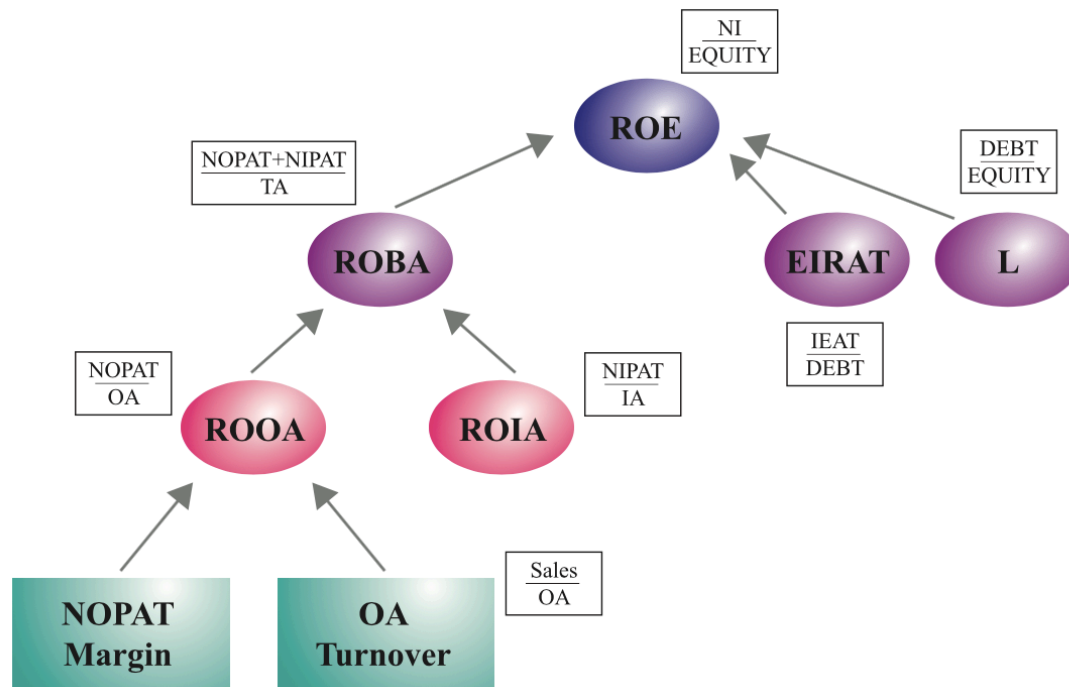 NI
EQUITY
ROE
NOPAT+NIPAT
TA
DEBT
EQUITY
ROBA
EIRAT
L
NOPAT
OA
NIPAT
IA
IEAT
DEBT
ROOA
ROIA
Sales
OA
NOPAT
Margin
OA
Turnover